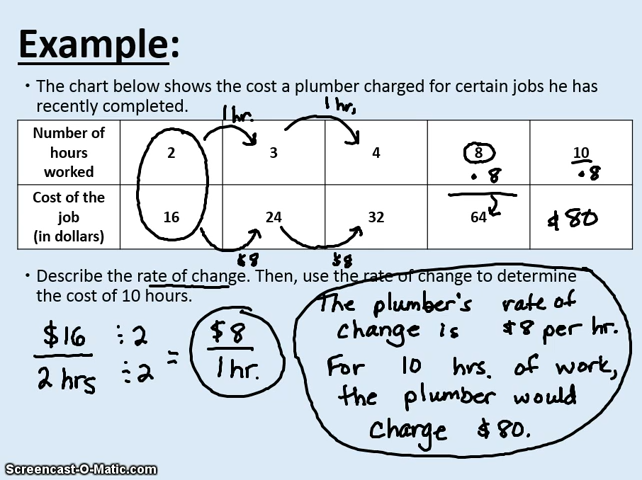 Example:
• The chart below shows the cost a plumber charged for certain jobs he has
recently completed.
1 hr. 1 hr,
Number of
hours
worked
2 3 4 8 10
· 8 · 8
Cost of the
job
(in dollars)
16 24 32 64 $80
$8 $8
• Describe the rate of change. Then, use the rate of change to determine
the cost of 10 hours.
$16 ÷2 = $8
2 hrs ÷2 1 hr.
The plumber's rate of
change is $8 per hr.
For 10 hrs. of work,
the plumber would
charge $80.
Screencast-O-Matic.com